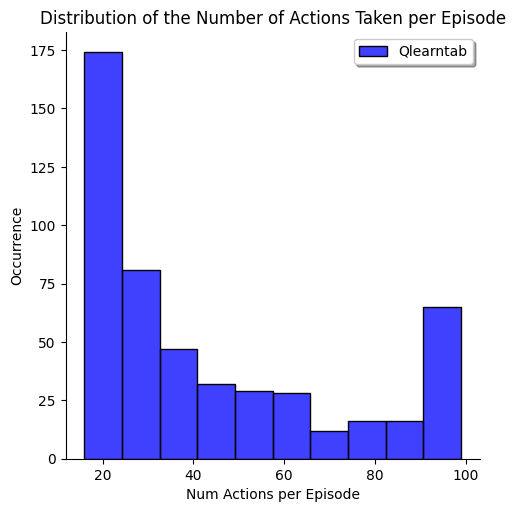 Distribution of the Number of Actions Taken per Episode
Qlearntab
175
150
125
100
75
50
25
0
Occurrence
20 40 60 80 100
Num Actions per Episode